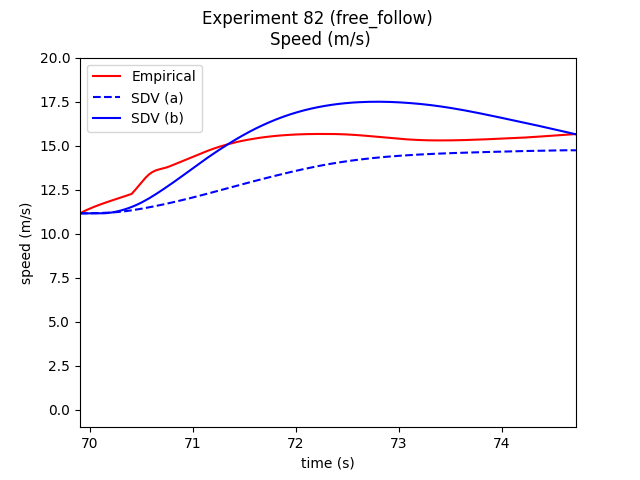 Experiment 82 (free_follow)
Speed (m/s)
Empirical
SDV (a)
SDV (b)
speed (m/s)
20.0
17.5
15.0
12.5
10.0
7.5
5.0
2.5
0.0
70 71 72 73 74
time (s)